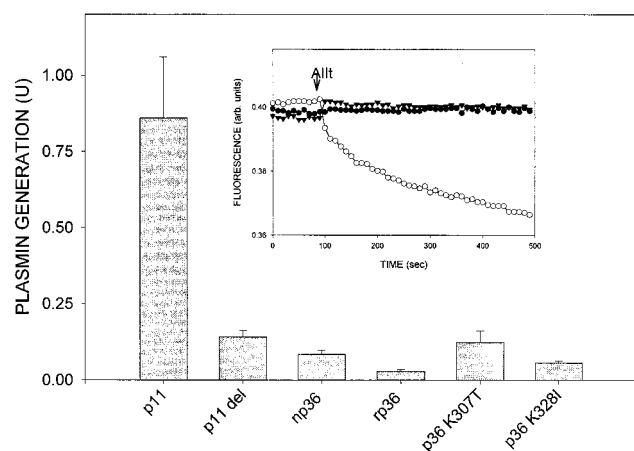 PLASMIN GENERATION (U)
1.00
0.75
0.50
0.25
0.00
p11
p11 del
np36
rp36
p36 K307T
p36 K328I
FLUORESCENCE (arb. units)
0.40
0.38
0.36
AIIt
0
100
200
300
400
500
TIME (sec)